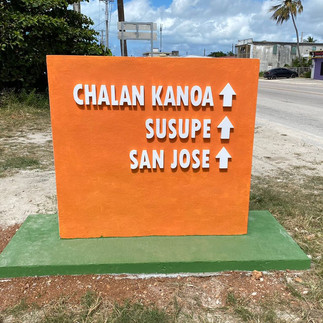 CHALAN KANOA ↑
SUSUPE ↑
SAN JOSE ↑